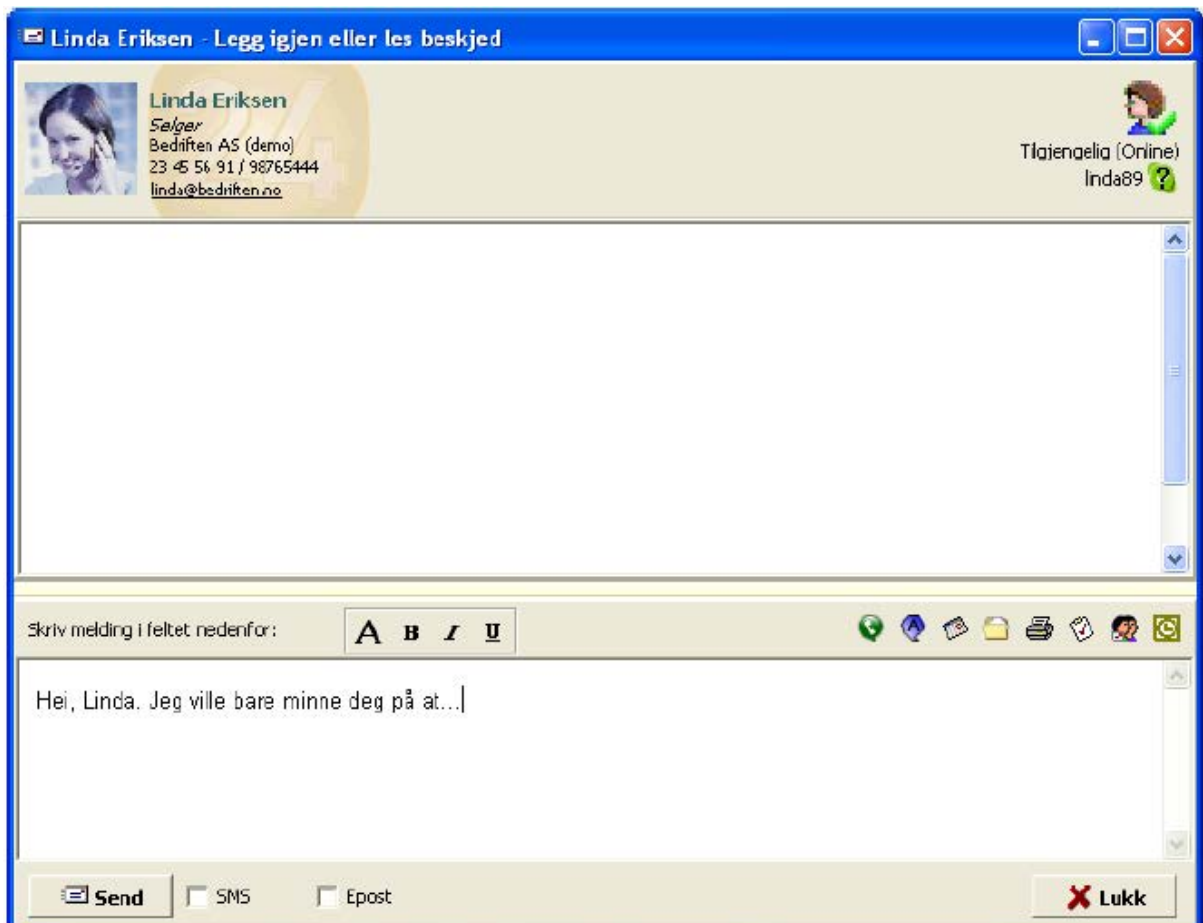 Linda Eriksen - Legg igjen eller les beskjed
Linda Eriksen
Selger
Bedriften AS (demo)
23 45 56 91 / 98765444
linda@bedriften.no
Tilgjengelig (Online)
linda89
24
Skriv melding i feltet nedenfor:
A B I U
Hei, Linda. Jeg ville bare minne deg på at...
Send SMS Epost Lukk